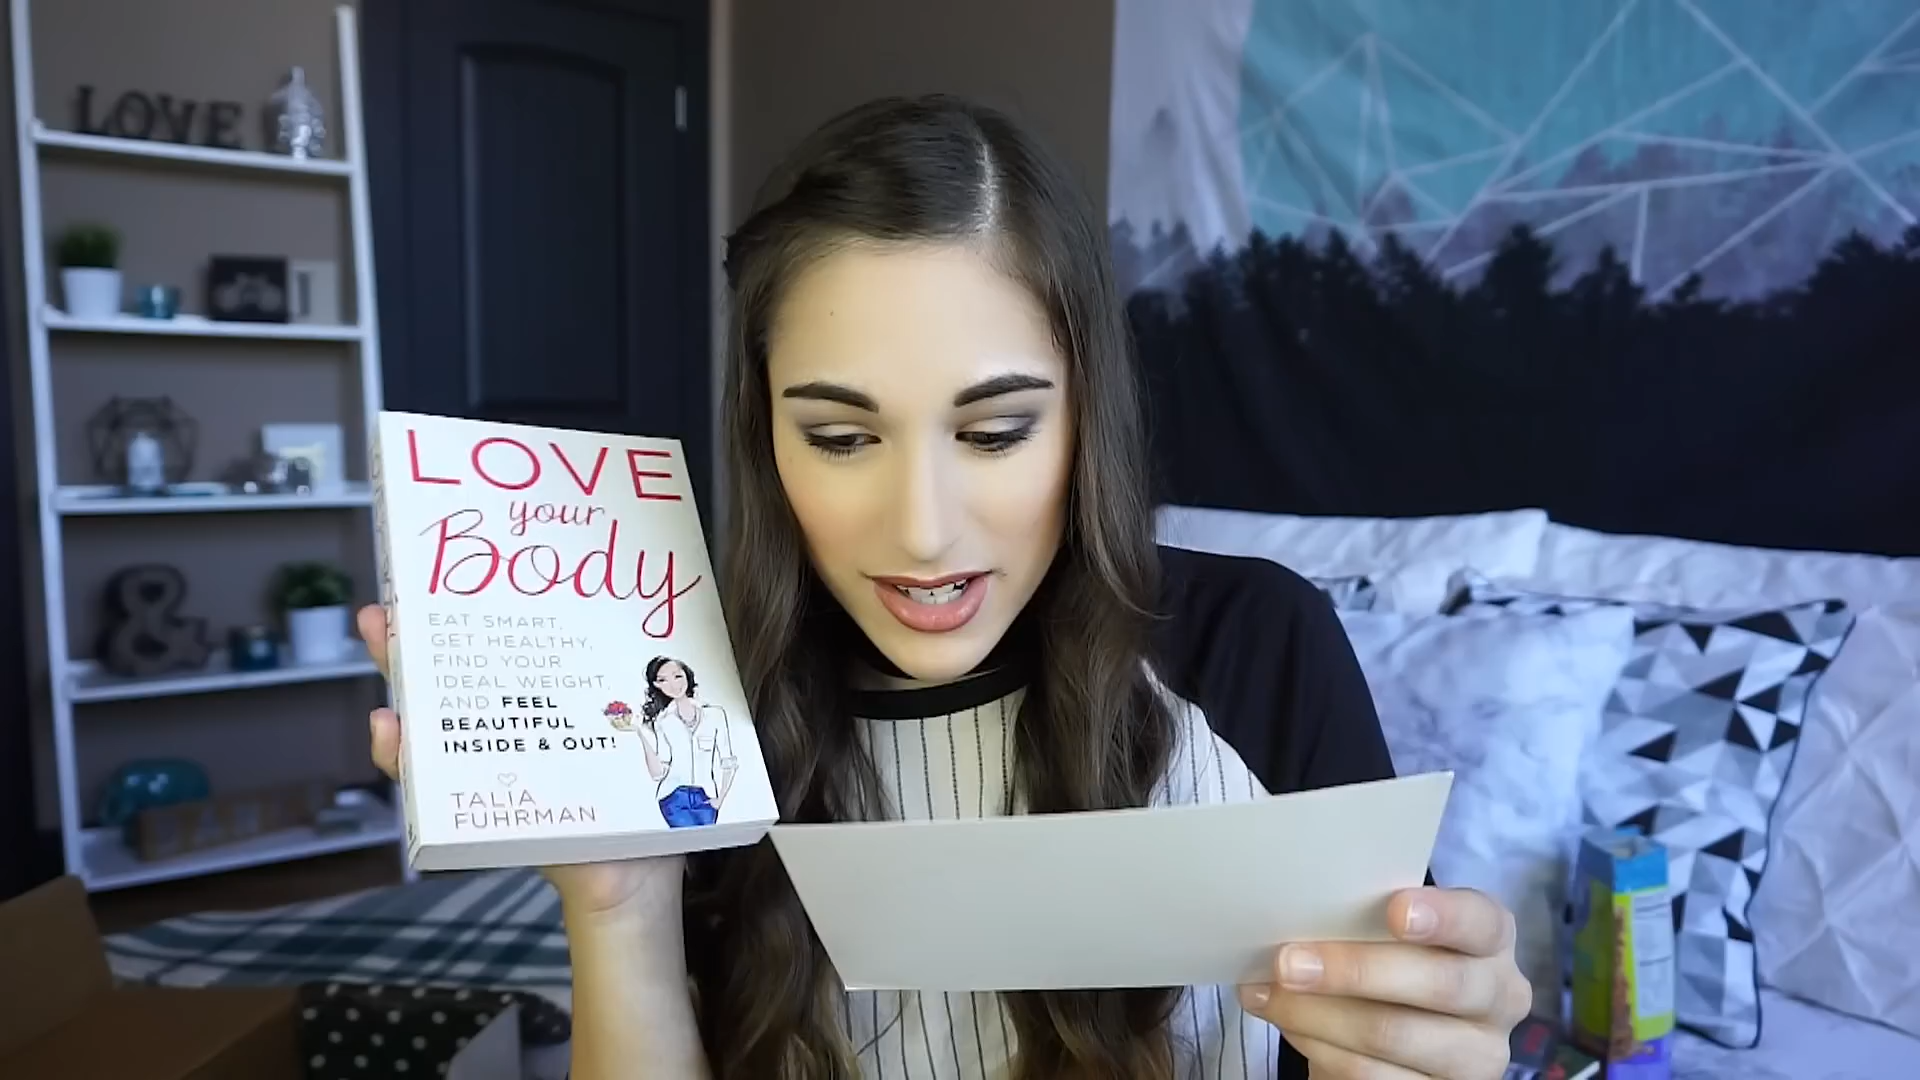 LOVE
LOVE
your
Body
EAT SMART,
GET HEALTHY,
FIND YOUR
IDEAL WEIGHT,
AND FEEL
BEAUTIFUL
INSIDE & OUT!
TALIA
FUHRMAN
&